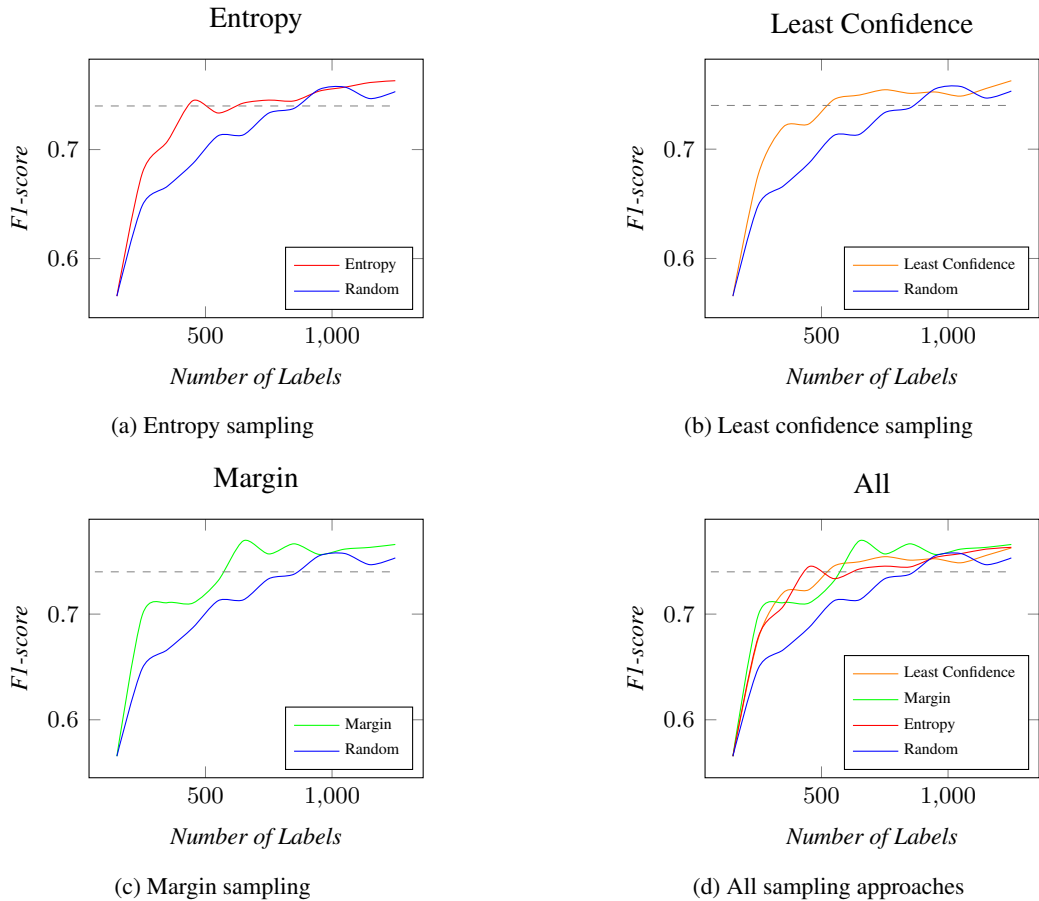 Entropy
0.7
0.6
F1-score
Entropy
Random
500 1,000
Number of Labels
(a) Entropy sampling
Least Confidence
0.7
0.6
F1-score
Least Confidence
Random
500 1,000
Number of Labels
(b) Least confidence sampling
Margin
0.7
0.6
F1-score
Margin
Random
500 1,000
Number of Labels
(c) Margin sampling
All
0.7
0.6
F1-score
Least Confidence
Margin
Entropy
Random
500 1,000
Number of Labels
(d) All sampling approaches